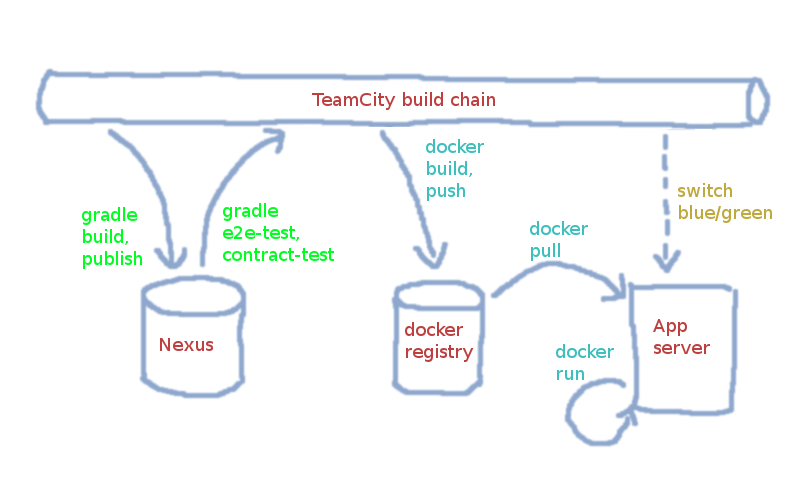 TeamCity build chain
gradle
build,
publish
gradle
e2e-test,
contract-test
docker
build,
push
docker
pull
switch
blue/green
Nexus
docker
registry
docker
run
App
server